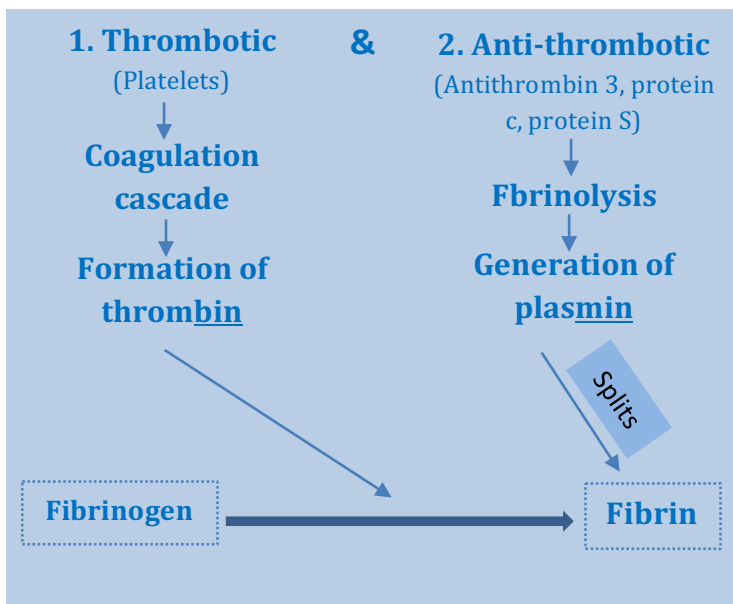 1. Thrombotic
(Platelets)
Coagulation
cascade
Formation of
thrombin
&
2. Anti-thrombotic
(Antithrombin 3, protein
c, protein S)
Fbrinolysis
Generation of
plasmin
Splits
Fibrinogen
Fibrin